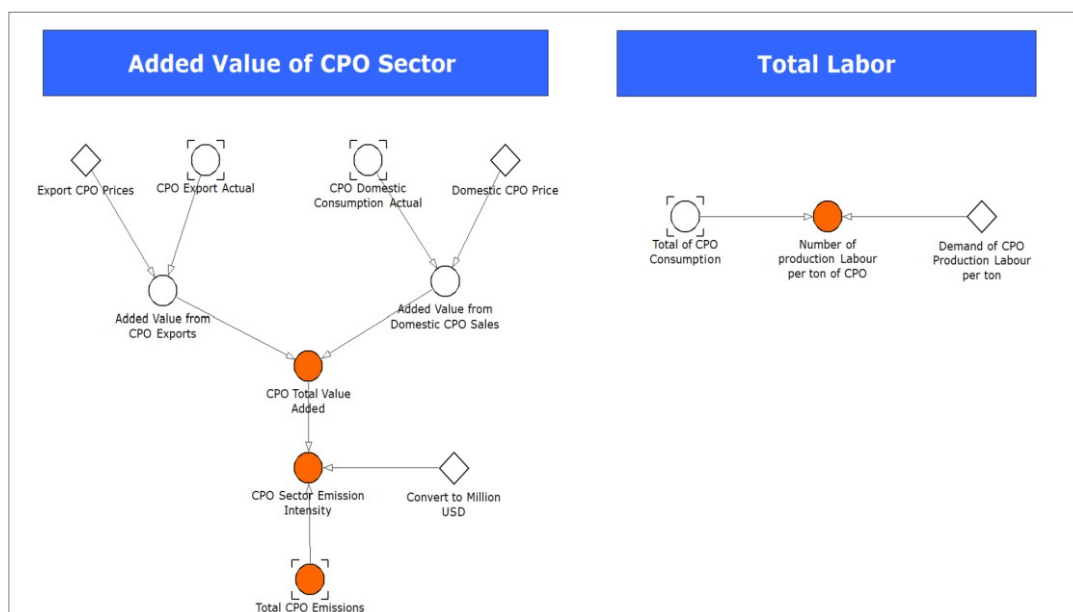 Added Value of CPO Sector
Total Labor
Export CPO Prices
CPO Export Actual
CPO Domestic
Consumption Actual
Domestic CPO Price
Added Value from
CPO Exports
Added Value from
Domestic CPO Sales
CPO Total Value
Added
CPO Sector Emission
Intensity
Convert to Million
USD
Total CPO Emissions
Total of CPO
Consumption
Number of
production Labour
per ton of CPO
Demand of CPO
Production Labour
per ton